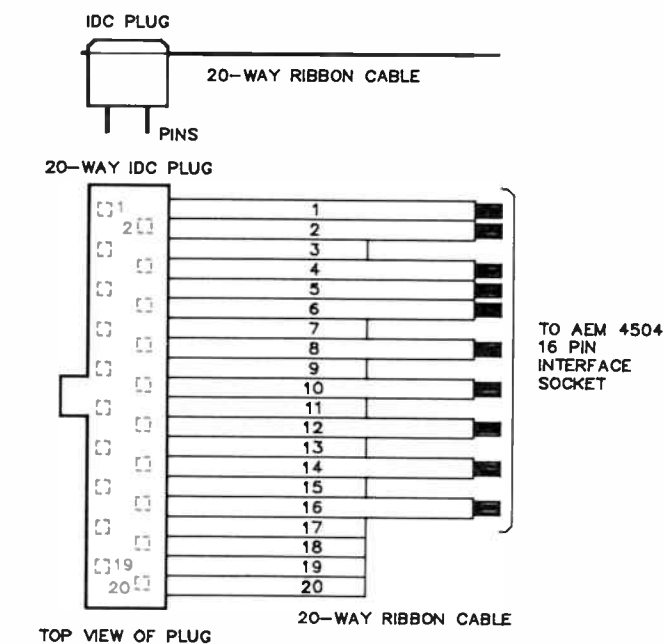 IDC PLUG
20-WAY RIBBON CABLE
PINS
20-WAY IDC PLUG
1
2
19
20
1
2
3
4
5
6
7
8
9
10
11
12
13
14
15
16
17
18
19
20
TO AEM 4504
16 PIN
INTERFACE
SOCKET
20-WAY RIBBON CABLE
TOP VIEW OF PLUG